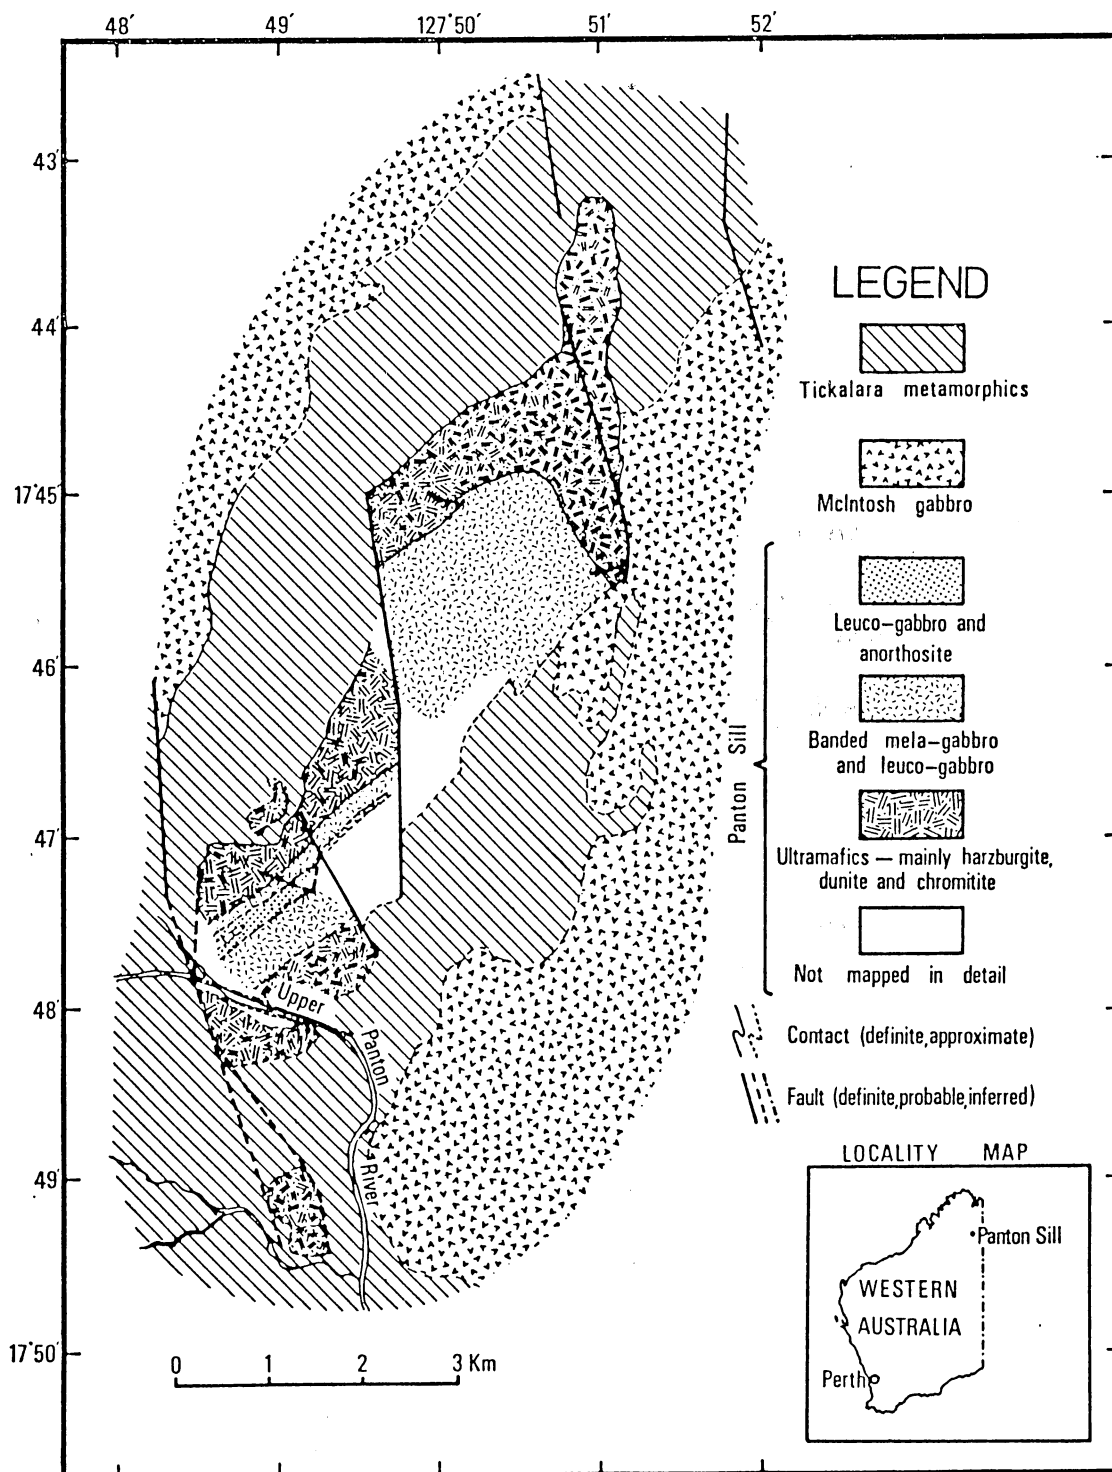 48′ 49′ 127°50′ 51′ 52′
43′
44′
17°45′
46′
47′
48′
49′
17°50′
LEGEND
Tickalara metamorphics
McIntosh gabbro
Panton Sill
Leuco-gabbro and
anorthosite
Banded mela-gabbro
and leuco-gabbro
Ultramafics — mainly harzburgite,
dunite and chromitite
Not mapped in detail
Contact (definite,approximate)
Fault (definite,probable,inferred)
Upper
Panton
River
0 1 2 3 Km
LOCALITY MAP
Panton Sill
WESTERN
AUSTRALIA
Perth